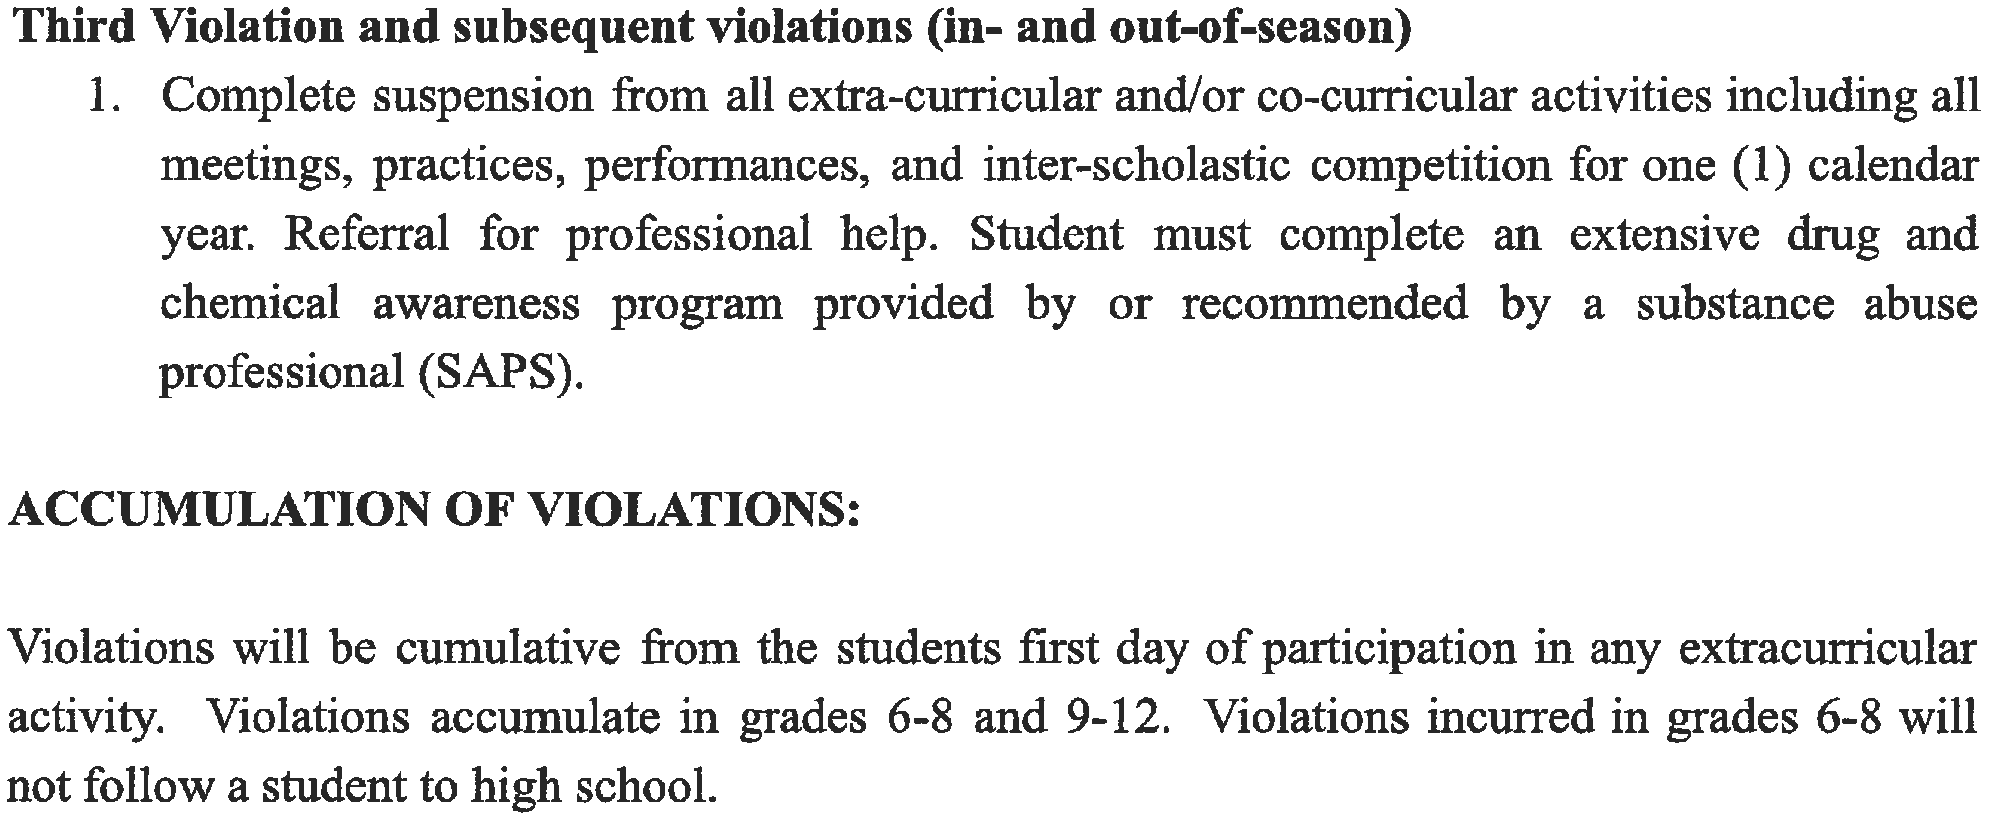 Third Violation and subsequent violations (in- and out-of-season)
1. Complete suspension from all extra-curricular and/or co-curricular activities including all
meetings, practices, performances, and inter-scholastic competition for one (1) calendar
year. Referral for professional help. Student must complete an extensive drug and
chemical awareness program provided by or recommended by a substance abuse
professional (SAPS).
ACCUMULATION OF VIOLATIONS:
Violations will be cumulative from the students first day of participation in any extracurricular
activity. Violations accumulate in grades 6-8 and 9-12. Violations incurred in grades 6-8 will
not follow a student to high school.